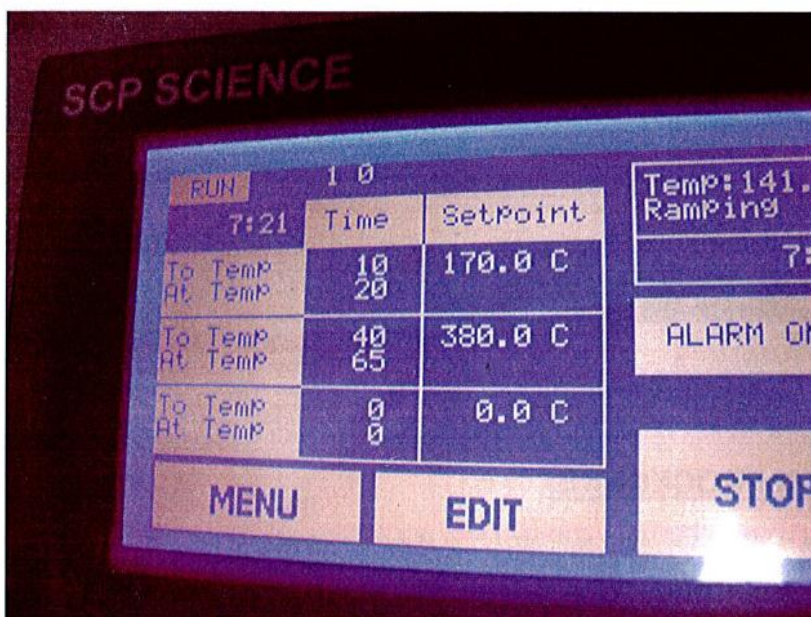 SCP SCIENCE
RUN 1 0
7:21 Time Setpoint
To Temp 10 170.0 C
At Temp 20
To Temp 40 380.0 C
At Temp 65
To Temp 0 0.0 C
At Temp 0
MENU EDIT
Temp:141.
Ramping
7:
ALARM ON
STOP